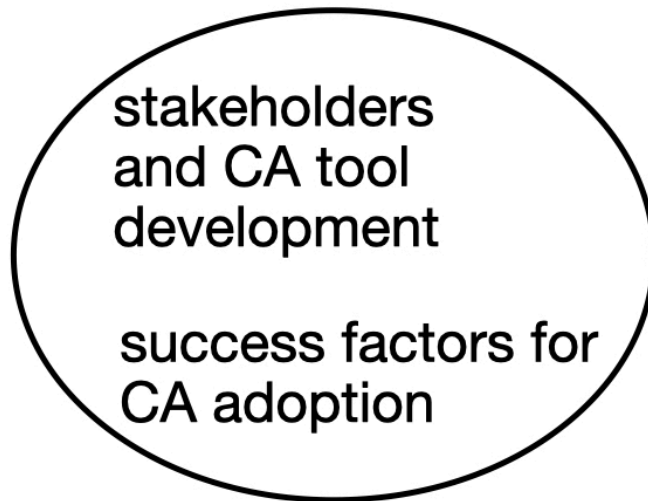 stakeholders
and CA tool
development
success factors for
CA adoption